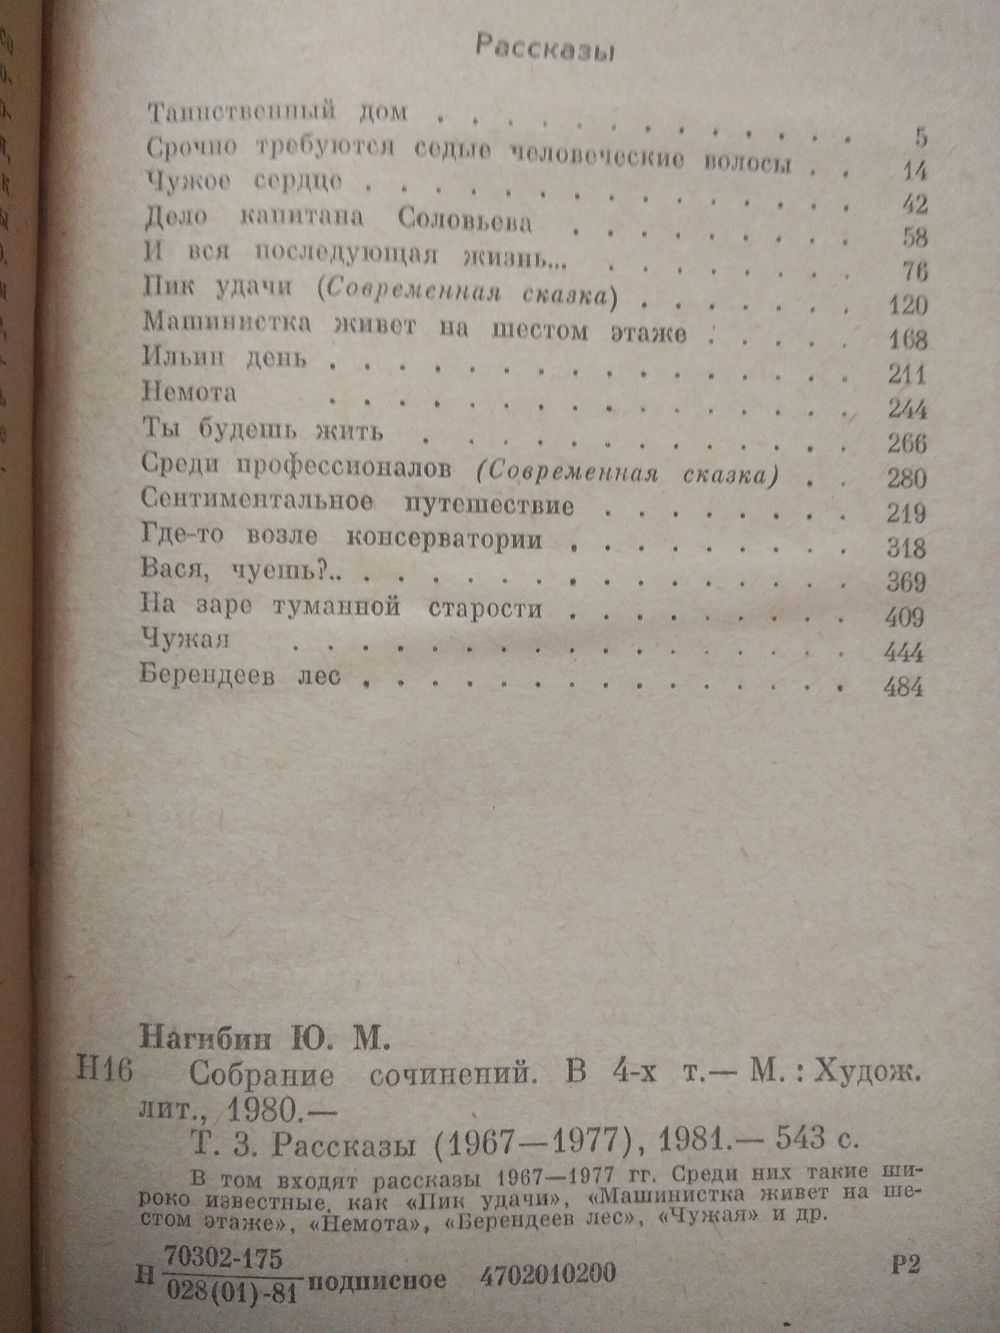 Рассказы
Таинственный дом . . . . . . . . . . . . . 5
Срочно требуются седые человеческие волосы . . 14
Чужое сердце . . . . . . . . . . . . . . . 42
Дело капитана Соловьева . . . . . . . . . 58
И вся последующая жизнь... . . . . . . . . 76
Пик удачи (Современная сказка) . . . . . . . 120
Машинистка живет на шестом этаже . . . . . 168
Ильин день . . . . . . . . . . . . . . . . 211
Немота . . . . . . . . . . . . . . . . 244
Ты будешь жить . . . . . . . . . . . . . 266
Среди профессионалов (Современная сказка) . . 280
Сентиментальное путешествие . . . . . . . . 219
Где-то возле консерватории . . . . . . . . . 318
Вася, чуешь?.. . . . . . . . . . . . . . . . 369
На заре туманной старости . . . . . . . . . 409
Чужая . . . . . . . . . . . . . . . . . 444
Берендеев лес . . . . . . . . . . . . . . . 484
Нагибин Ю. М.
Н16 Собрание сочинений. В 4-х т.— М. : Худож.
лит., 1980.—
Т. 3. Рассказы (1967—1977), 1981.— 543 с.
В том входят рассказы 1967—1977 гг. Среди них такие ши-
роко известные, как «Пик удачи», «Машинистка живет на ше-
стом этаже», «Немота», «Берендеев лес», «Чужая» и др.
70302-175
Н подписное 4702010200 Р2
028(01)-81